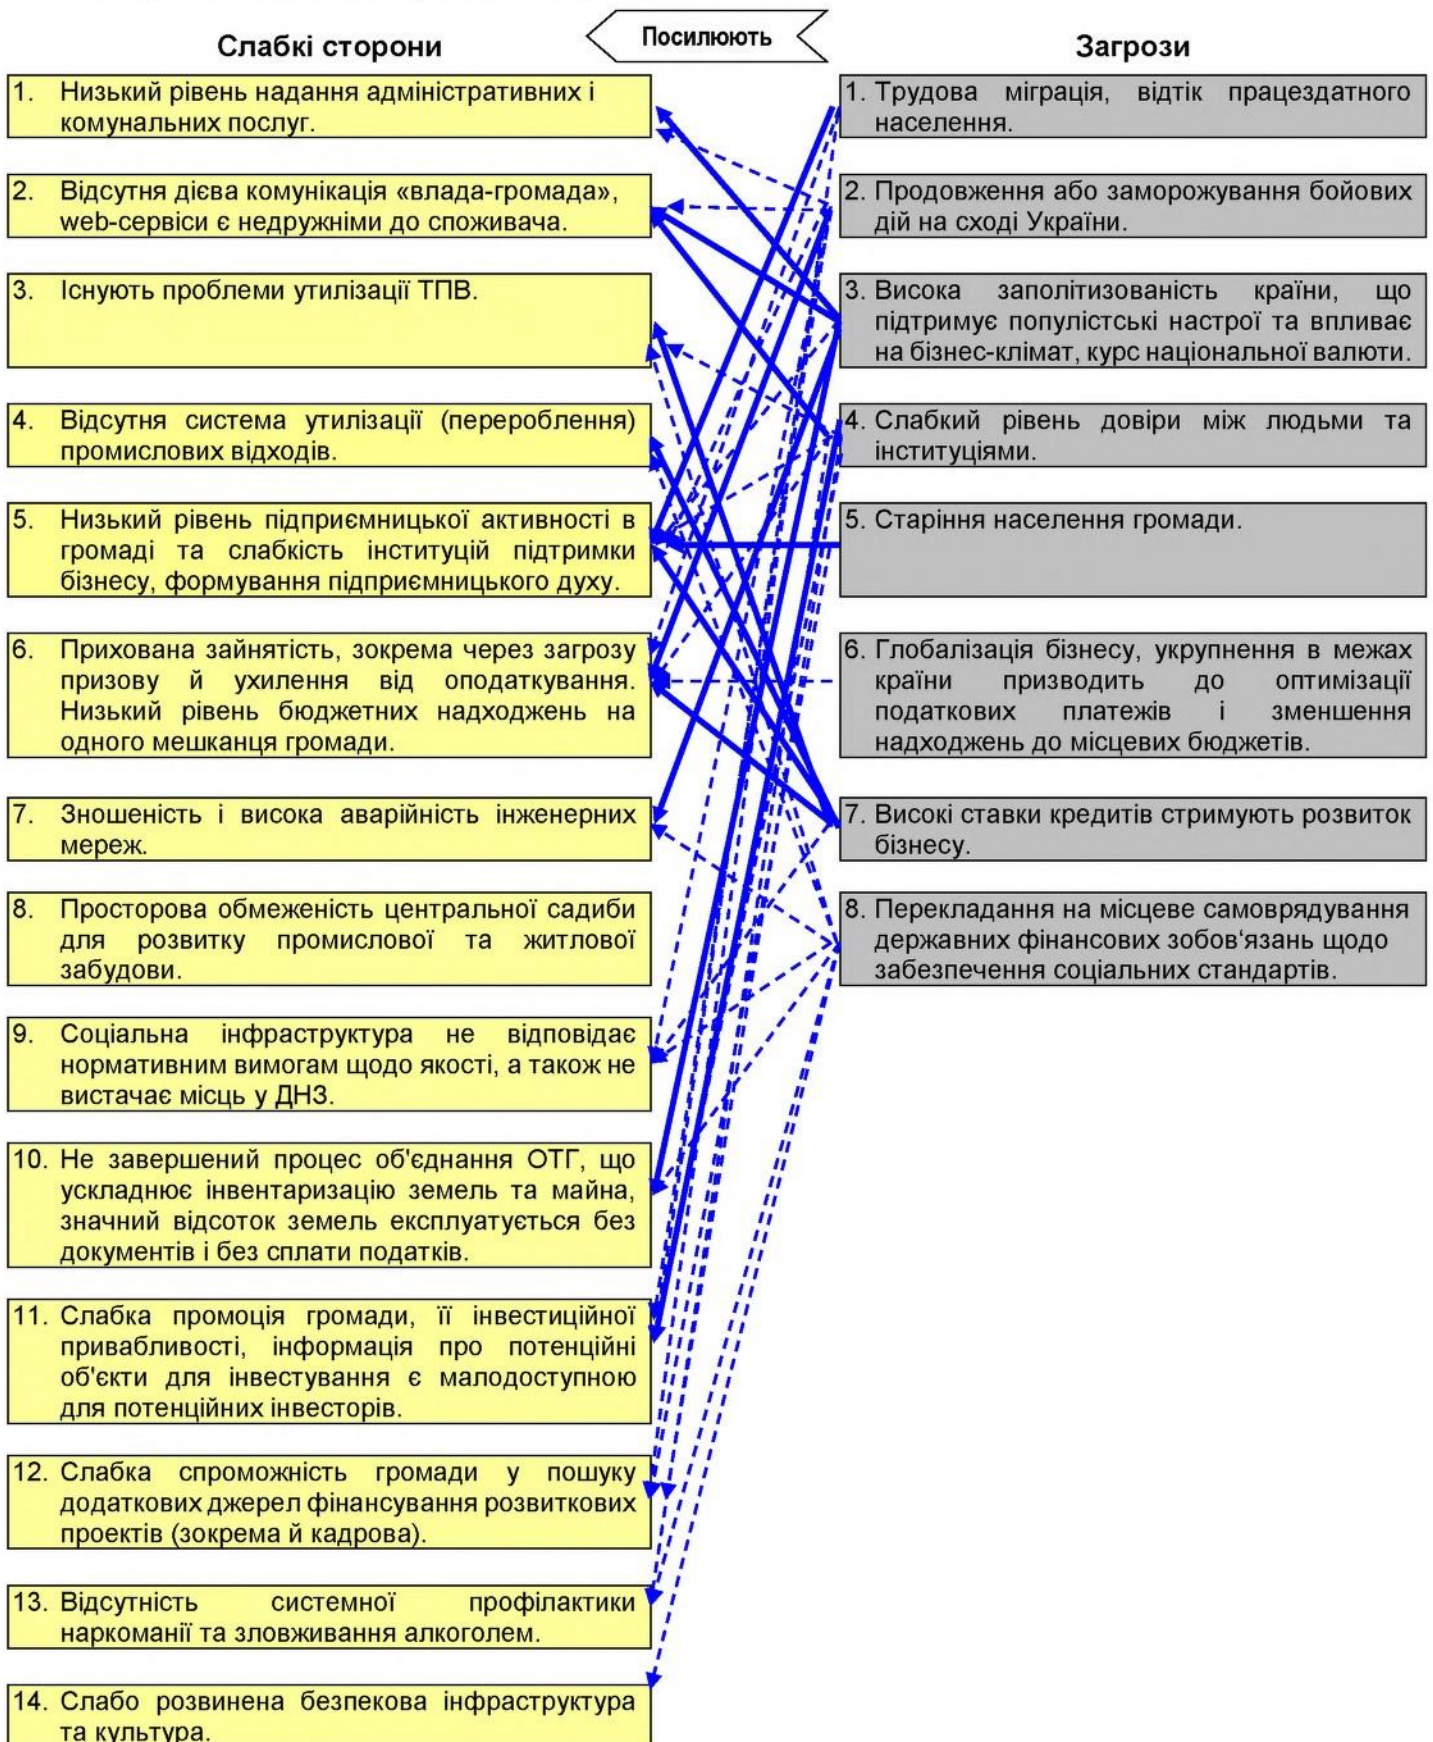 Посилюють
Слабкі сторони
Загрози
1. Низький рівень надання адміністративних і
комунальних послуг.
2. Відсутня дієва комунікація «влада-громада»,
web-сервіси є недружніми до споживача.
3. Існують проблеми утилізації ТПВ.
4. Відсутня система утилізації (перероблення)
промислових відходів.
5. Низький рівень підприємницької активності в
громаді та слабкість інституцій підтримки
бізнесу, формування підприємницького духу.
6. Прихована зайнятість, зокрема через загрозу
призову й ухилення від оподаткування.
Низький рівень бюджетних надходжень на
одного мешканця громади.
7. Зношеність і висока аварійність інженерних
мереж.
8. Просторова обмеженість центральної садиби
для розвитку промислової та житлової
забудови.
9. Соціальна інфраструктура не відповідає
нормативним вимогам щодо якості, а також не
вистачає місць у ДНЗ.
10. Не завершений процес об'єднання ОТГ, що
ускладнює інвентаризацію земель та майна,
значний відсоток земель експлуатується без
документів і без сплати податків.
11. Слабка промоція громади, її інвестиційної
привабливості, інформація про потенційні
об'єкти для інвестування є малодоступною
для потенційних інвесторів.
12. Слабка спроможність громади у пошуку
додаткових джерел фінансування розвиткових
проектів (зокрема й кадрова).
13. Відсутність системної профілактики
наркоманії та зловживання алкоголем.
14. Слабо розвинена безпекова інфраструктура
та культура.
1. Трудова міграція, відтік працездатного
населення.
2. Продовження або заморожування бойових
дій на сході України.
3. Висока заполітизованість країни, що
підтримує популістські настрої та впливає
на бізнес-клімат, курс національної валюти.
4. Слабкий рівень довіри між людьми та
інституціями.
5. Старіння населення громади.
6. Глобалізація бізнесу, укрупнення в межах
країни призводить до оптимізації
податкових платежів і зменшення
надходжень до місцевих бюджетів.
7. Високі ставки кредитів стримують розвиток
бізнесу.
8. Перекладання на місцеве самоврядування
державних фінансових зобов‘язань щодо
забезпечення соціальних стандартів.